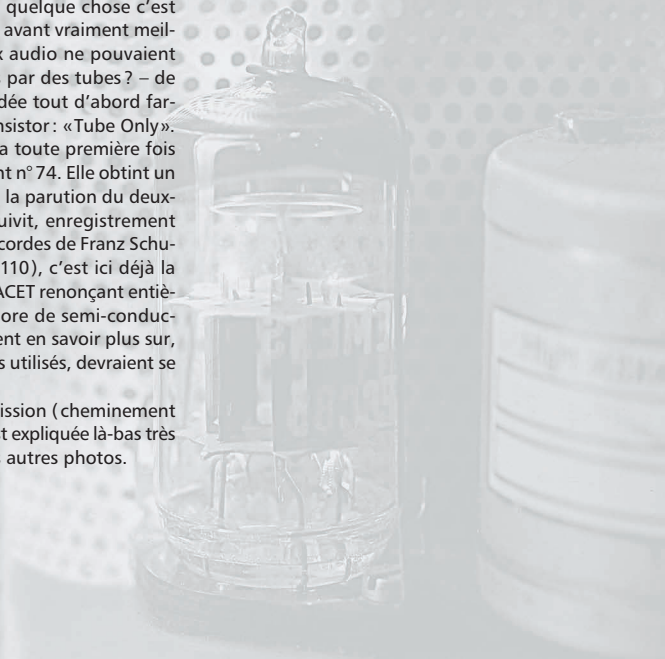 quelque chose c'est
avant vraiment meil-
x audio ne pouvaient
par des tubes ? – de
dée tout d'abord far-
nsistor : «Tube Only».
a toute première fois
nt n° 74. Elle obtint un
la parution du deux-
uivit, enregistrement
cordes de Franz Schu-
110), c'est ici déjà la
ACET renonçant entiè-
ore de semi-conduc-
ent en savoir plus sur,
s utilisés, devraient se
ission ( cheminement
t expliquée là-bas très
autres photos.